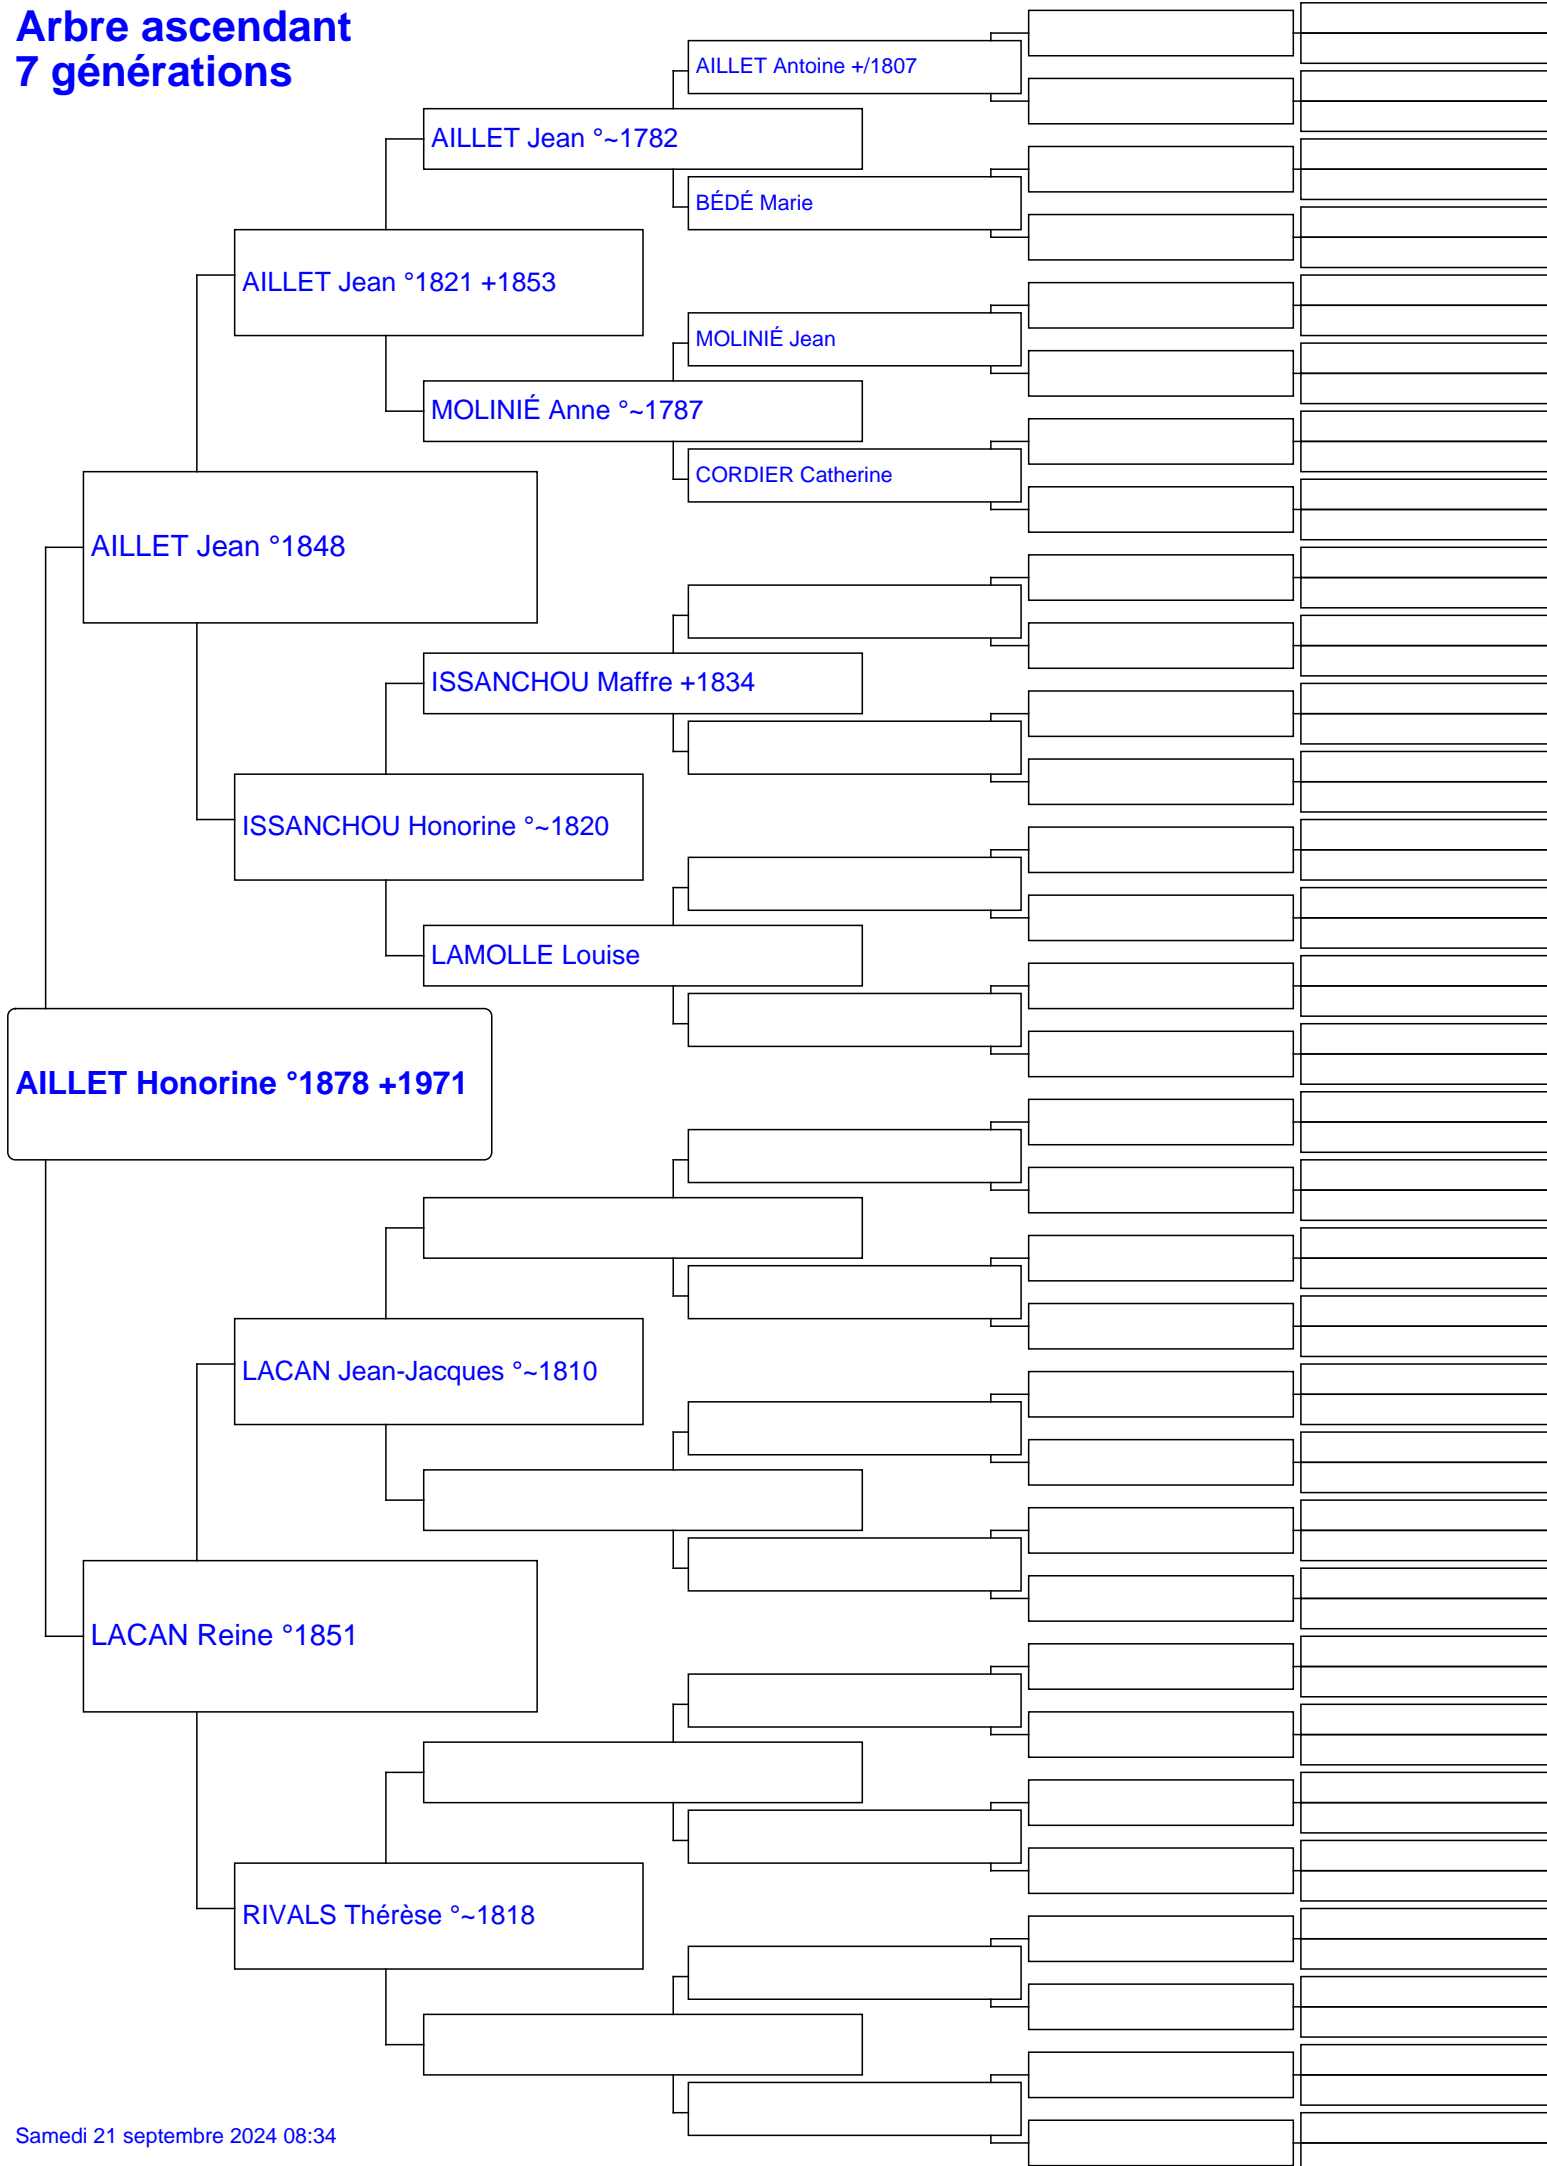 Arbre ascendant
7 générations
AILLET Antoine +/1807
AILLET Jean °~1782
BÉDÉ Marie
AILLET Jean °1821 +1853
MOLINIÉ Jean
MOLINIÉ Anne °~1787
CORDIER Catherine
AILLET Jean °1848
ISSANCHOU Maffre +1834
ISSANCHOU Honorine °~1820
LAMOLLE Louise
AILLET Honorine °1878 +1971
LACAN Jean-Jacques °~1810
LACAN Reine °1851
RIVALS Thérèse °~1818
Samedi 21 septembre 2024 08:34